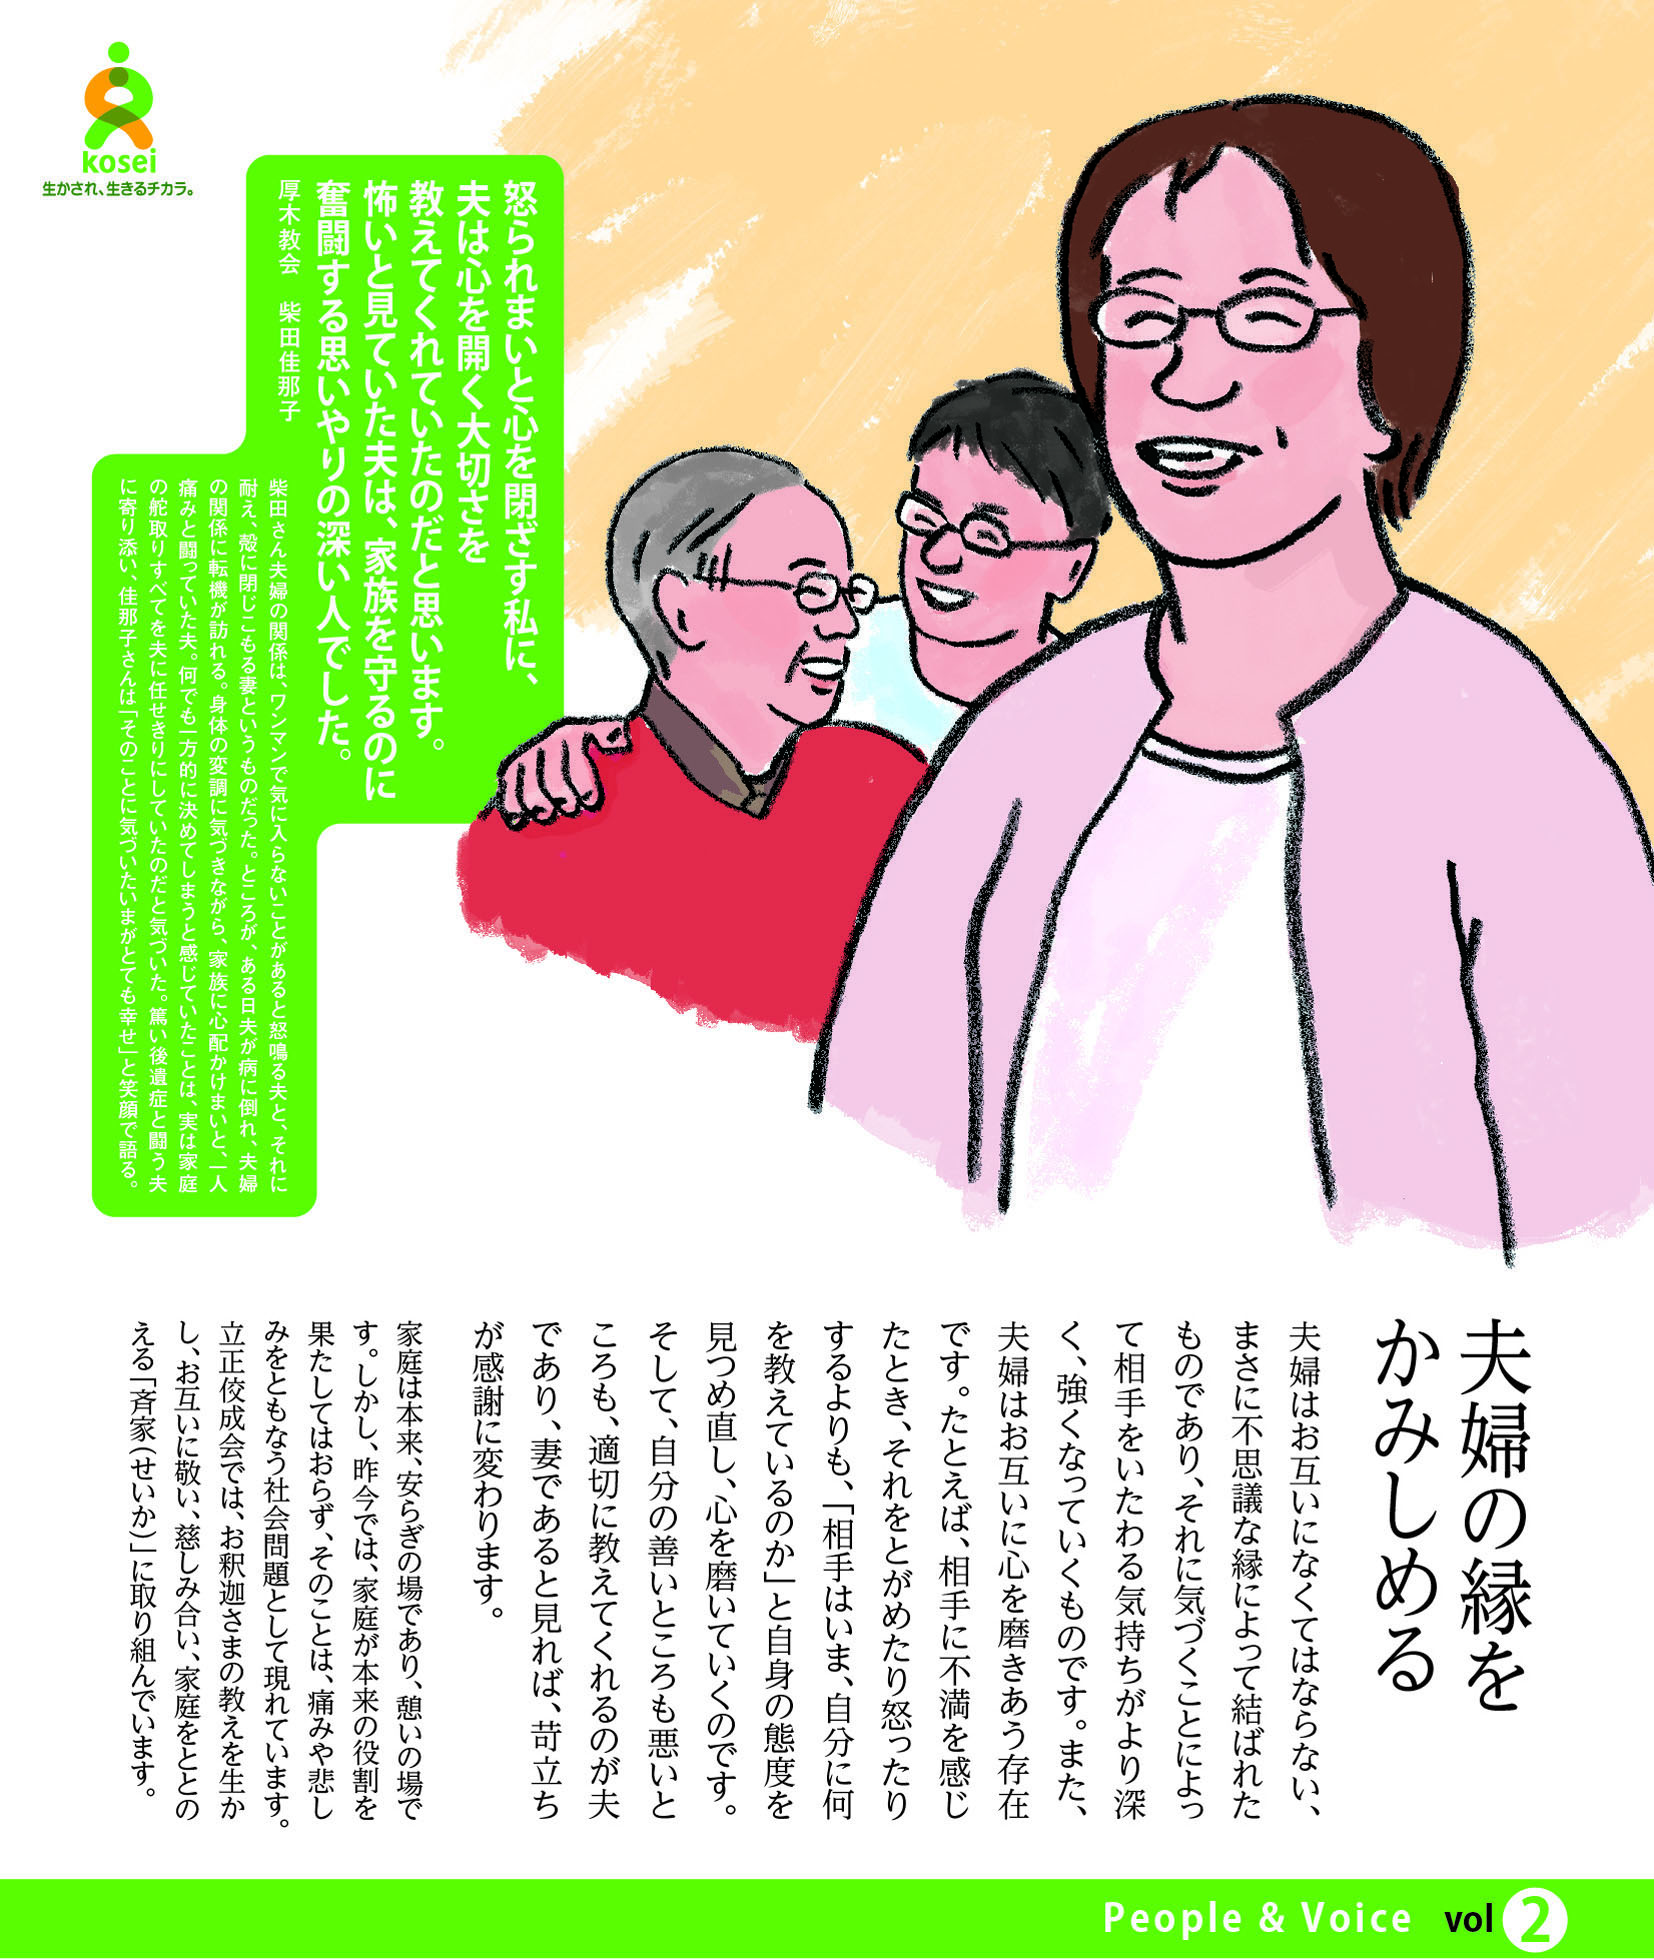 kosei
生かされ、生きるチカラ。
怒られまいと心を閉ざす私に、
夫は心を開く大切さを
教えてくれていたのだと思います。
怖いと見ていた夫は、家族を守るのに
奮闘する思いやりの深い人でした。
厚木教会 柴田佳那子
柴田さん夫婦の関係は、ワンマンで気に入らないことがあると怒鳴る夫と、それに
耐え、殻に閉じこもる妻というものだった。ところが、ある日夫が病に倒れ、夫婦
の関係に転機が訪れる。身体の変調に気づきながら、家族に心配かけまいと、一人
痛みと闘っていた夫。何でも一方的に決めてしまうと感じていたことは、実は家庭
の舵取りすべてを夫に任せきりにしていたのだと気づいた。篤い後遺症と闘う夫
に寄り添い、佳那子さんは「そのことに気づいたいまがとても幸せ」と笑顔で語る。
夫婦の縁を
かみしめる
夫婦はお互いになくてはならない、
まさに不思議な縁によって結ばれた
ものであり、それに気づくことによっ
て相手をいたわる気持ちがより深
く、強くなっていくものです。また、
夫婦はお互いに心を磨きあう存在
です。たとえば、相手に不満を感じ
たとき、それをとがめたり怒ったり
するよりも、「相手はいま、自分に何
を教えているのか」と自身の態度を
見つめ直し、心を磨いていくのです。
そして、自分の善いところも悪いと
ころも、適切に教えてくれるのが夫
であり、妻であると見れば、苛立ち
が感謝に変わります。
家庭は本来、安らぎの場であり、憩いの場で
す。しかし、昨今では、家庭が本来の役割を
果たしてはおらず、そのことは、痛みや悲し
みをともなう社会問題として現れています。
立正佼成会では、お釈迦さまの教えを生か
し、お互いに敬い、慈しみ合い、家庭をととの
える「斉家(せいか)」に取り組んでいます。
People & Voice vol 2